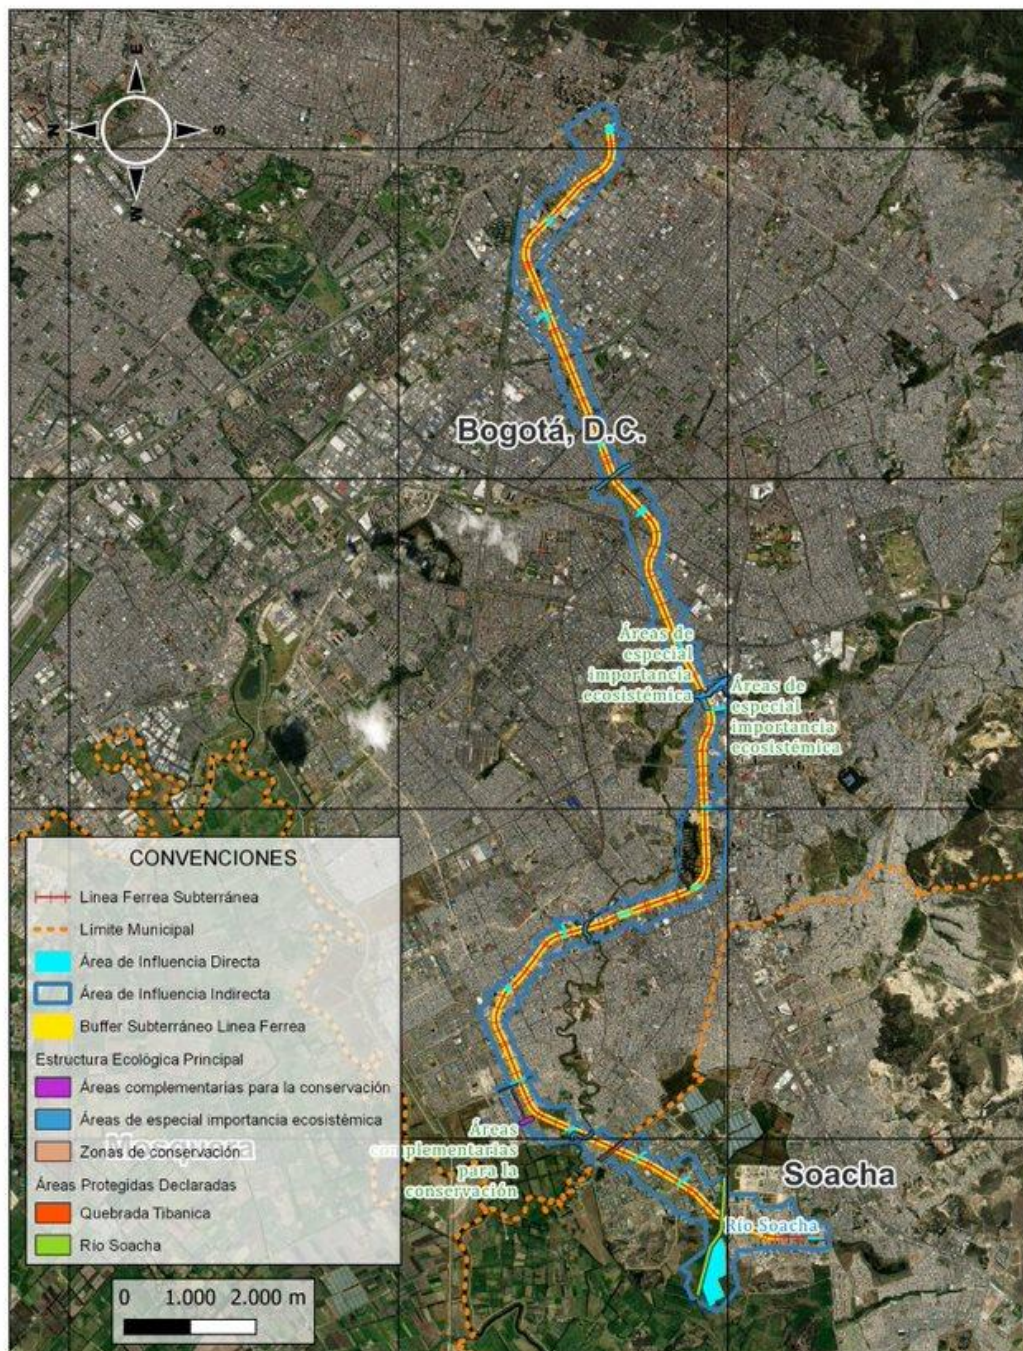 E
N
S
W
Bogotá, D.C.
Áreas de
especial
importancia
ecosistémica
Áreas de
especial
importancia
ecosistémica
CONVENCIONES
Linea Ferrea Subterránea
Límite Municipal
Área de Influencia Directa
Área de Influencia Indirecta
Buffer Subterráneo Linea Ferrea
Estructura Ecológica Principal
Áreas complementarias para la conservación
Áreas de especial importancia ecosistémica
Zonas de conservación
Áreas Protegidas Declaradas
Quebrada Tibanica
Río Soacha
Mosquera
Áreas
complementarias
para la
conservación
Soacha
Río Soacha
0 1.000 2.000 m